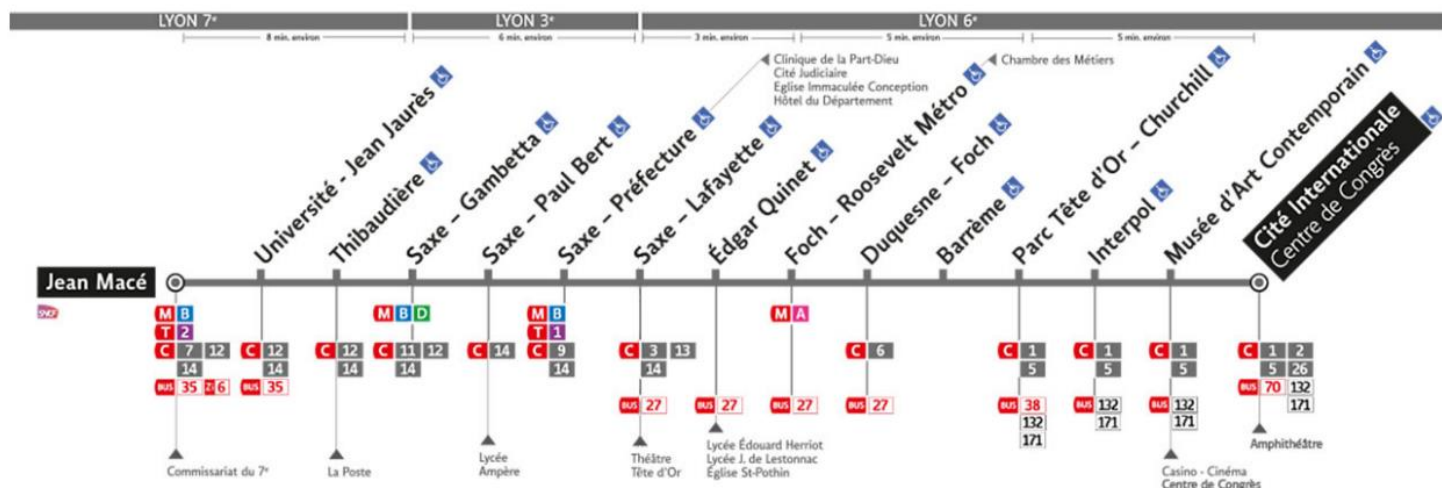 LYON 7e
LYON 3e
LYON 6e
8 min. environ
6 min. environ
3 min. environ
5 min. environ
5 min. environ
Clinique de la Part-Dieu
Cité Judiciaire
Eglise Immaculée Conception
Hôtel du Département
Chambre des Métiers
Jean Macé
Université - Jean Jaurès
Thibaudière
Saxe – Gambetta
Saxe – Paul Bert
Saxe – Préfecture
Saxe – Lafayette
Édgar Quinet
Foch – Roosevelt Métro
Duquesne – Foch
Barrème
Parc Tête d'Or – Churchill
Interpol
Musée d'Art Contemporain
Cité Internationale
Centre de Congrès
SNCF
M B
T 2
C 7 12
14
BUS 35 ZI 6
Commissariat du 7e
C 12
14
BUS 35
C 12
14
La Poste
M B D
C 11 12
14
C 14
Lycée
Ampère
M B
T 1
C 9
14
C 3 13
14
BUS 27
Théâtre
Tête d'Or
BUS 27
Lycée Édouard Herriot
Lycée J. de Lestonnac
Église St-Pothin
M A
BUS 27
C 6
BUS 27
C 1
5
BUS 38
132
171
C 1
5
BUS 132
171
C 1
5
BUS 132
171
Casino - Cinéma
Centre de Congrès
C 1 2
5 26
BUS 70 132
171
Amphithéâtre